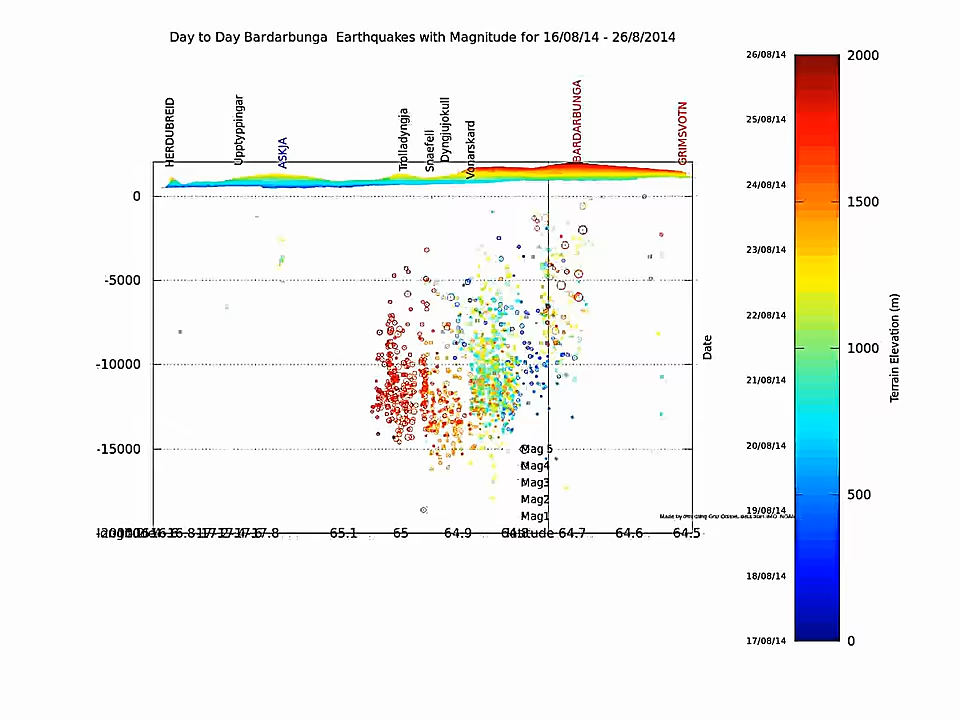 Day to Day Bardarbunga Earthquakes with Magnitude for 16/08/14 - 26/8/2014
HERDUBREID
Upptyppingar
ASKJA
Trolladyngja
Snaefell
Dyngjujokull
Vonarskard
BARDARBUNGA
GRIMSVOTN
0
-5000
-10000
-15000
Mag 5
Mag4
Mag3
Mag2
Mag1
65.1
65
64.9
64.8
latitude
64.7
64.6
64.5
Date
26/08/14
25/08/14
24/08/14
23/08/14
22/08/14
21/08/14
20/08/14
19/08/14
18/08/14
17/08/14
2000
1500
1000
500
0
Terrain Elevation (m)